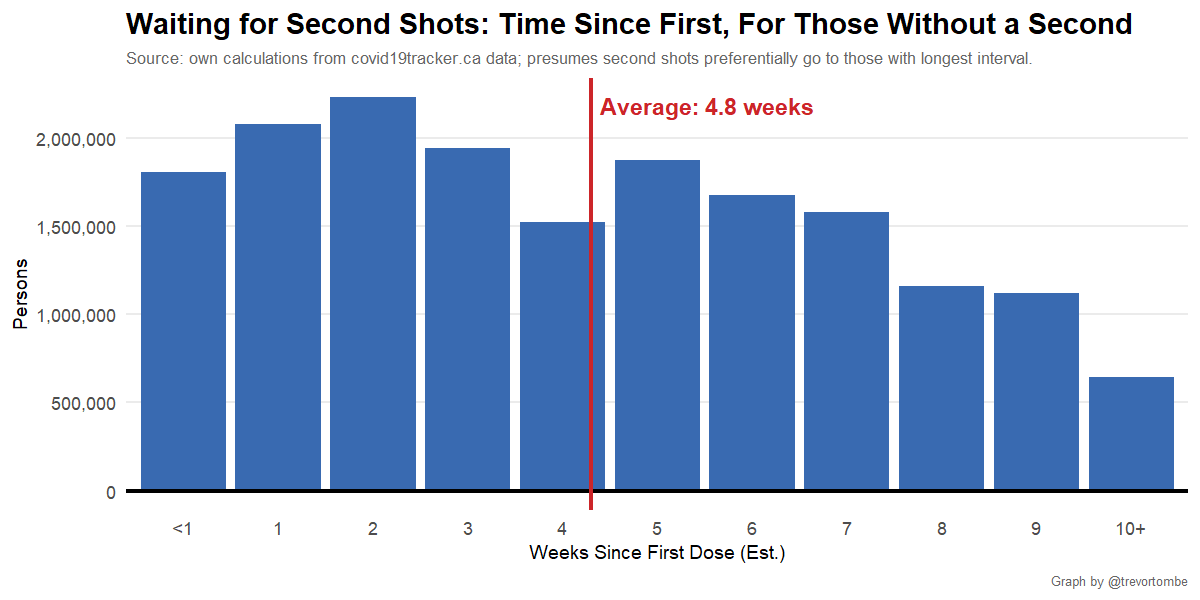 Waiting for Second Shots: Time Since First, For Those Without a Second
Source: own calculations from covid19tracker.ca data; presumes second shots preferentially go to those with longest interval.
Average: 4.8 weeks
2,000,000
1,500,000
1,000,000
500,000
0
Persons
<1 1 2 3 4 5 6 7 8 9 10+
Weeks Since First Dose (Est.)
Graph by @trevortombe